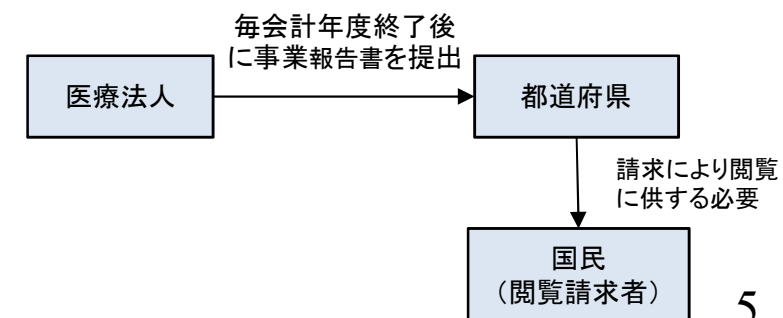 毎会計年度終了後
に事業報告書を提出
医療法人
都道府県
請求により閲覧
に供する必要
国民
（閲覧請求者）
5